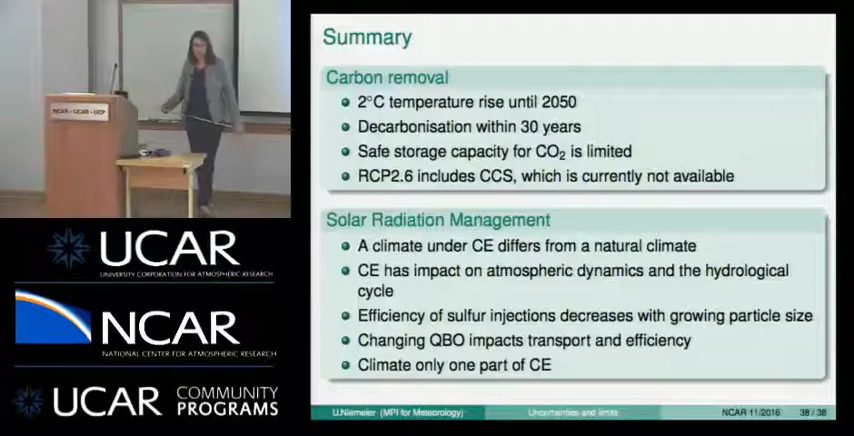 NCAR - UCAR - UCP
UCAR
UNIVERSITY CORPORATION FOR ATMOSPHERIC RESEARCH
NCAR
NATIONAL CENTER FOR ATMOSPHERIC RESEARCH
UCAR COMMUNITY PROGRAMS
Summary
Carbon removal
2°C temperature rise until 2050
Decarbonisation within 30 years
Safe storage capacity for CO₂ is limited
RCP2.6 includes CCS, which is currently not available
Solar Radiation Management
A climate under CE differs from a natural climate
CE has impact on atmospheric dynamics and the hydrological
cycle
Efficiency of sulfur injections decreases with growing particle size
Changing QBO impacts transport and efficiency
Climate only one part of CE
U.Niemeier (MPI for Meteorology) Uncertainties and limits NCAR 11/2016 38 / 38